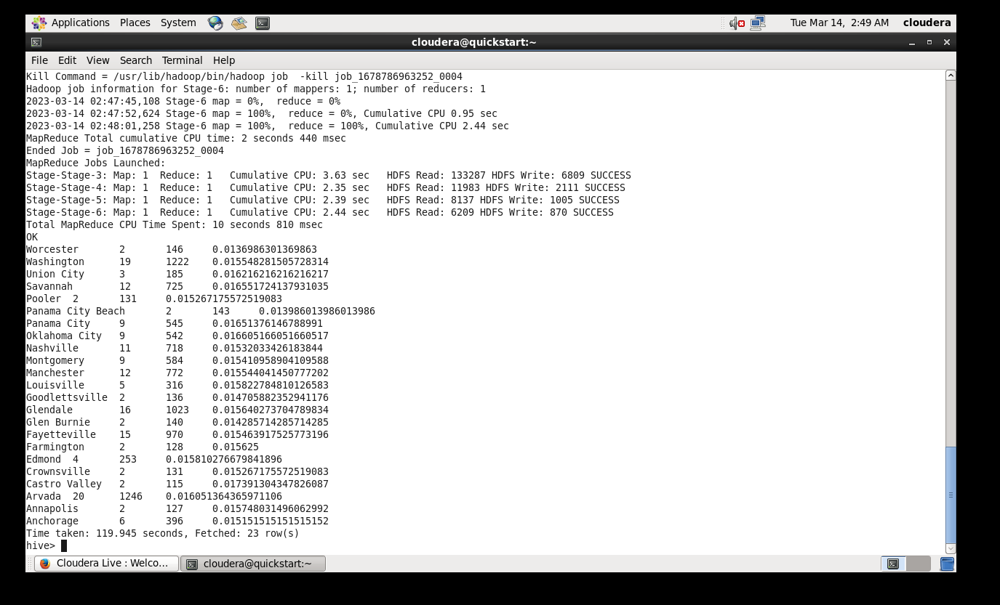 Applications Places System Tue Mar 14, 2:49 AM cloudera
cloudera@quickstart:~
File Edit View Search Terminal Help
Kill Command = /usr/lib/hadoop/bin/hadoop job  -kill job_1678786963252_0004
Hadoop job information for Stage-6: number of mappers: 1; number of reducers: 1
2023-03-14 02:47:45,108 Stage-6 map = 0%,  reduce = 0%
2023-03-14 02:47:52,624 Stage-6 map = 100%,  reduce = 0%, Cumulative CPU 0.95 sec
2023-03-14 02:48:01,258 Stage-6 map = 100%,  reduce = 100%, Cumulative CPU 2.44 sec
MapReduce Total cumulative CPU time: 2 seconds 440 msec
Ended Job = job_1678786963252_0004
MapReduce Jobs Launched:
Stage-Stage-3: Map: 1  Reduce: 1   Cumulative CPU: 3.63 sec   HDFS Read: 133287 HDFS Write: 6809 SUCCESS
Stage-Stage-4: Map: 1  Reduce: 1   Cumulative CPU: 2.35 sec   HDFS Read: 11983 HDFS Write: 2111 SUCCESS
Stage-Stage-5: Map: 1  Reduce: 1   Cumulative CPU: 2.39 sec   HDFS Read: 8137 HDFS Write: 1005 SUCCESS
Stage-Stage-6: Map: 1  Reduce: 1   Cumulative CPU: 2.44 sec   HDFS Read: 6209 HDFS Write: 870 SUCCESS
Total MapReduce CPU Time Spent: 10 seconds 810 msec
OK
Worcester 2 146 0.0136986301369863
Washington 19 1222 0.015548281505728314
Union City 3 185 0.016216216216216217
Savannah 12 725 0.016551724137931035
Pooler 2 131 0.015267175572519083
Panama City Beach 2 143 0.013986013986013986
Panama City 9 545 0.01651376146788991
Oklahoma City 9 542 0.016605166051660517
Nashville 11 718 0.01532033426183844
Montgomery 9 584 0.015410958904109588
Manchester 12 772 0.015544041450777202
Louisville 5 316 0.015822784810126583
Goodlettsville 2 136 0.014705882352941176
Glendale 16 1023 0.015640273704789834
Glen Burnie 2 140 0.014285714285714285
Fayetteville 15 970 0.015463917525773196
Farmington 2 128 0.015625
Edmond 4 253 0.015810276679841896
Crownsville 2 131 0.015267175572519083
Castro Valley 2 115 0.017391304347826087
Arvada 20 1246 0.016051364365971106
Annapolis 2 127 0.015748031496062992
Anchorage 6 396 0.015151515151515152
Time taken: 119.945 seconds, Fetched: 23 row(s)
hive>
Cloudera Live : Welco... cloudera@quickstart:~